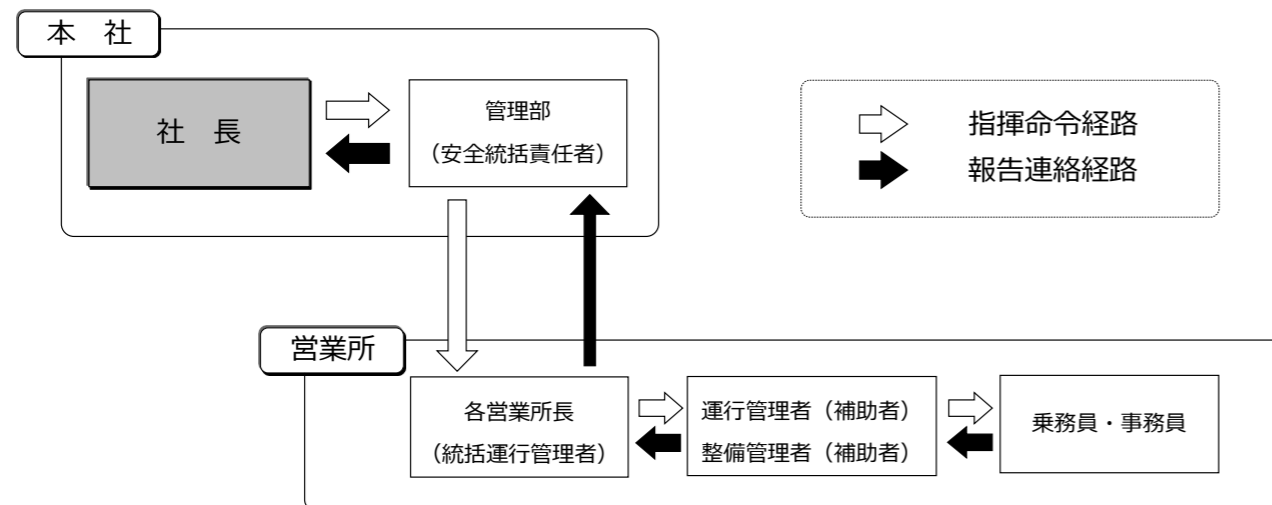 本　社
社　長
管理部
（安全統括責任者）
指揮命令経路
報告連絡経路
営業所
各営業所長
（統括運行管理者）
運行管理者（補助者）
整備管理者（補助者）
乗務員・事務員